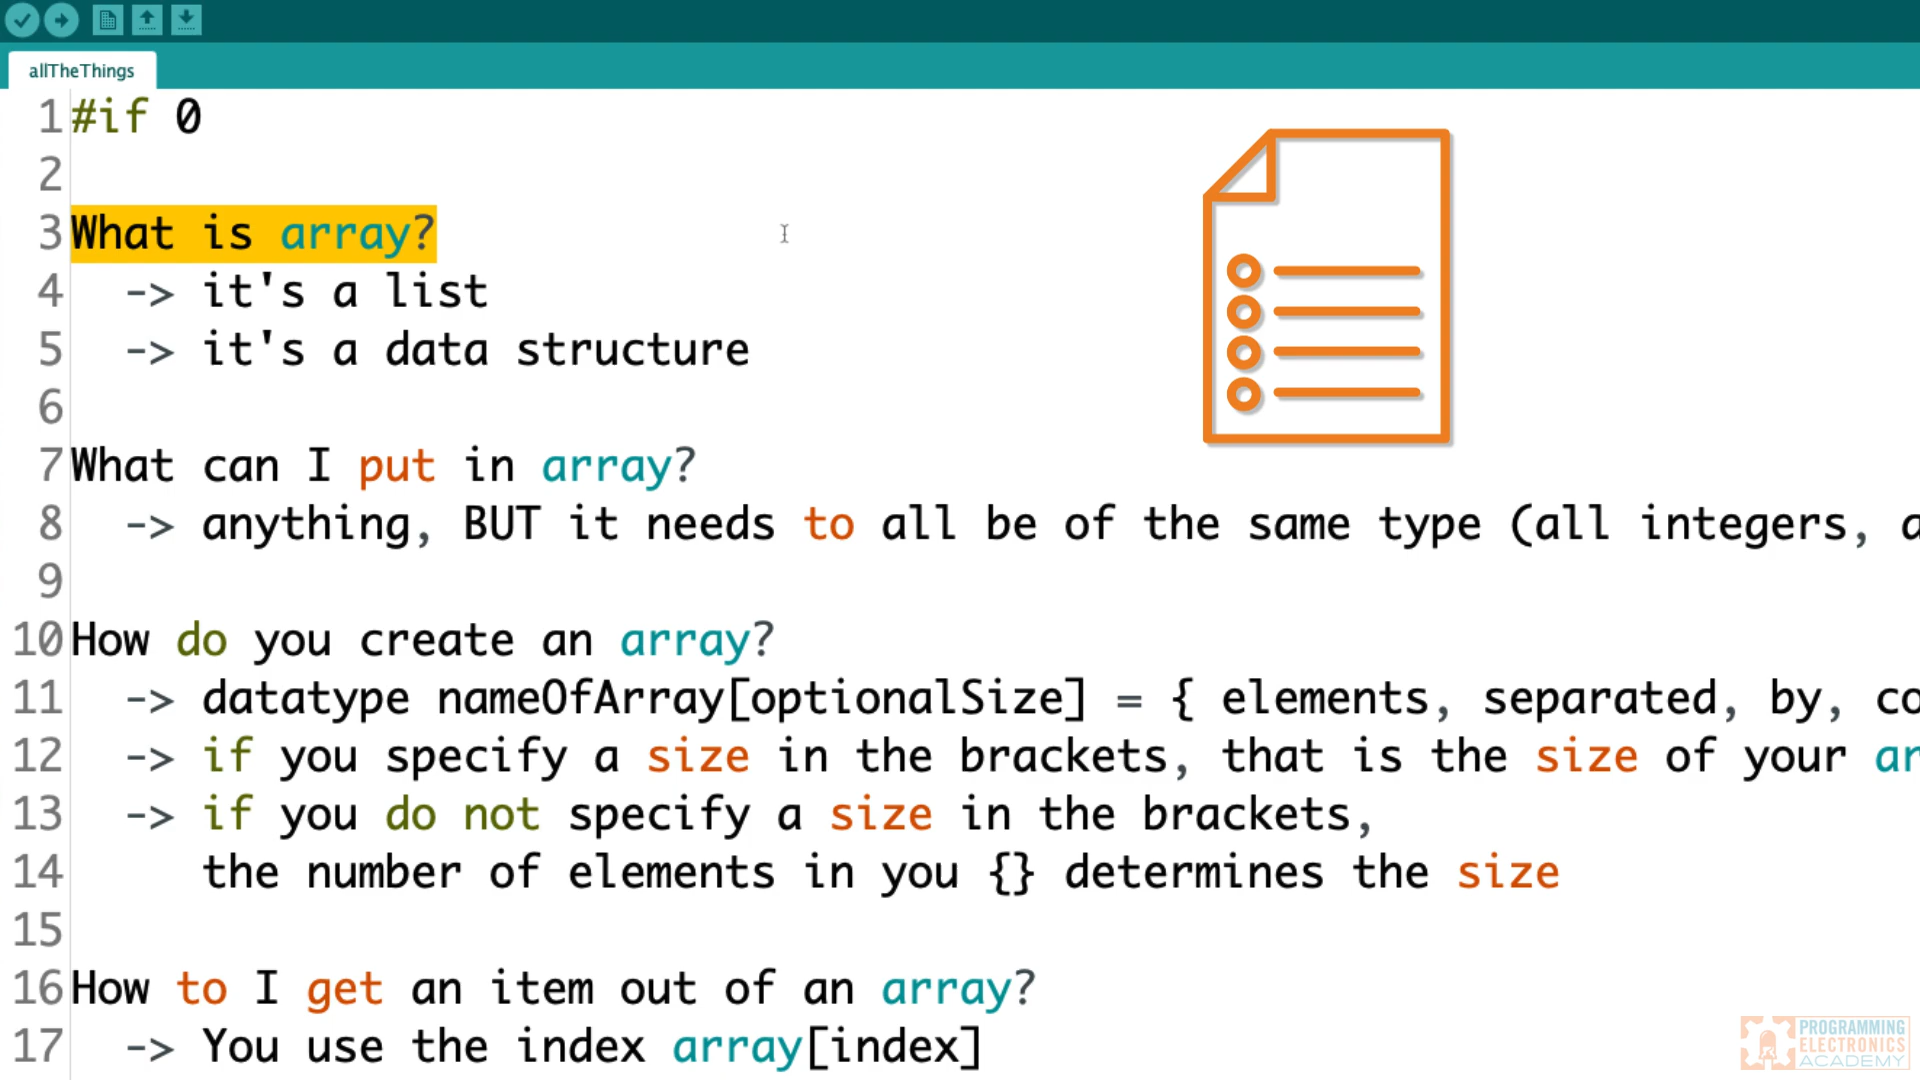 allTheThings
1 #if 0
2
3 What is array?
4 -> it's a list
5 -> it's a data structure
6
7 What can I put in array?
8 -> anything, BUT it needs to all be of the same type (all integers, a
9
10 How do you create an array?
11 -> datatype nameOfArray[optionalSize] = { elements, separated, by, co
12 -> if you specify a size in the brackets, that is the size of your ar
13 -> if you do not specify a size in the brackets,
14 the number of elements in you {} determines the size
15
16 How to I get an item out of an array?
17 -> You use the index array[index]
PROGRAMMING
ELECTRONICS
ACADEMY